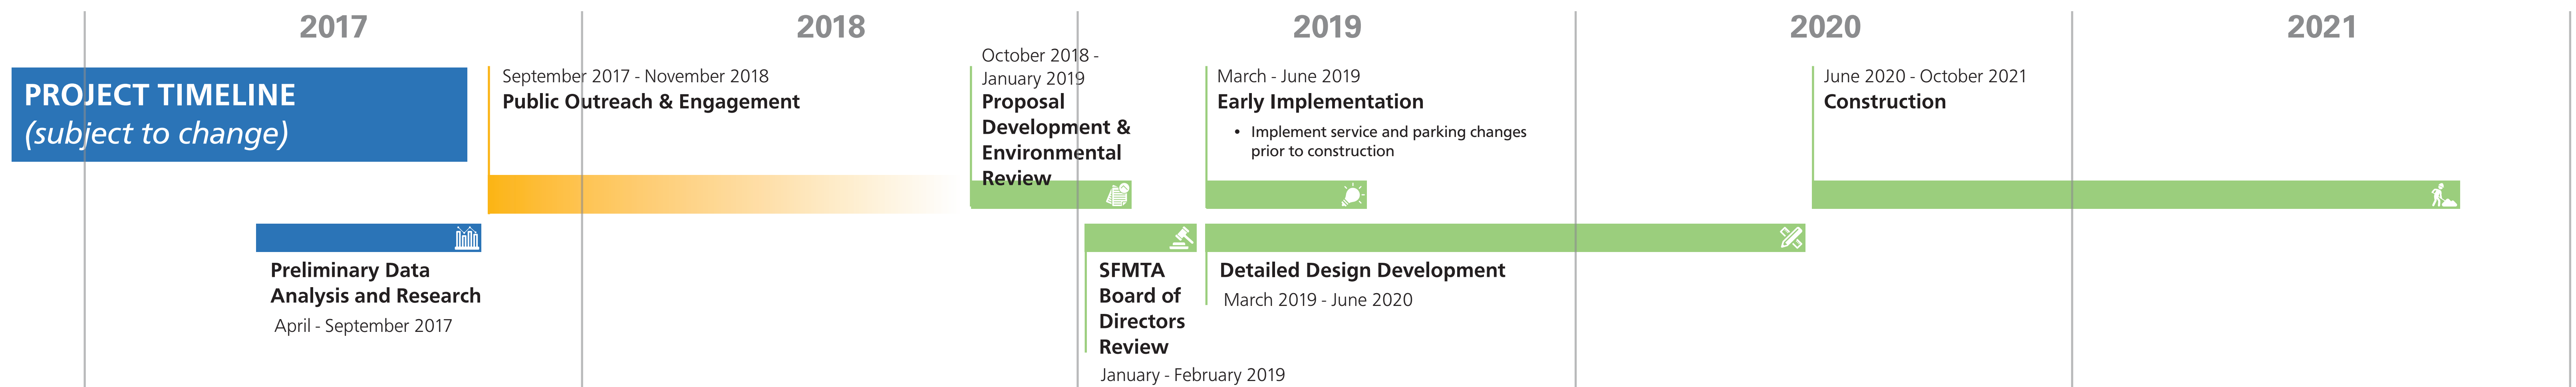 2017
2018
2019
2020
2021
PROJECT TIMELINE
(subject to change)
September 2017 - November 2018
Public Outreach & Engagement
October 2018 -
January 2019
Proposal
Development &
Environmental
Review
March - June 2019
Early Implementation
• Implement service and parking changes
prior to construction
June 2020 - October 2021
Construction
Preliminary Data
Analysis and Research
April - September 2017
SFMTA
Board of
Directors
Review
January - February 2019
Detailed Design Development
March 2019 - June 2020